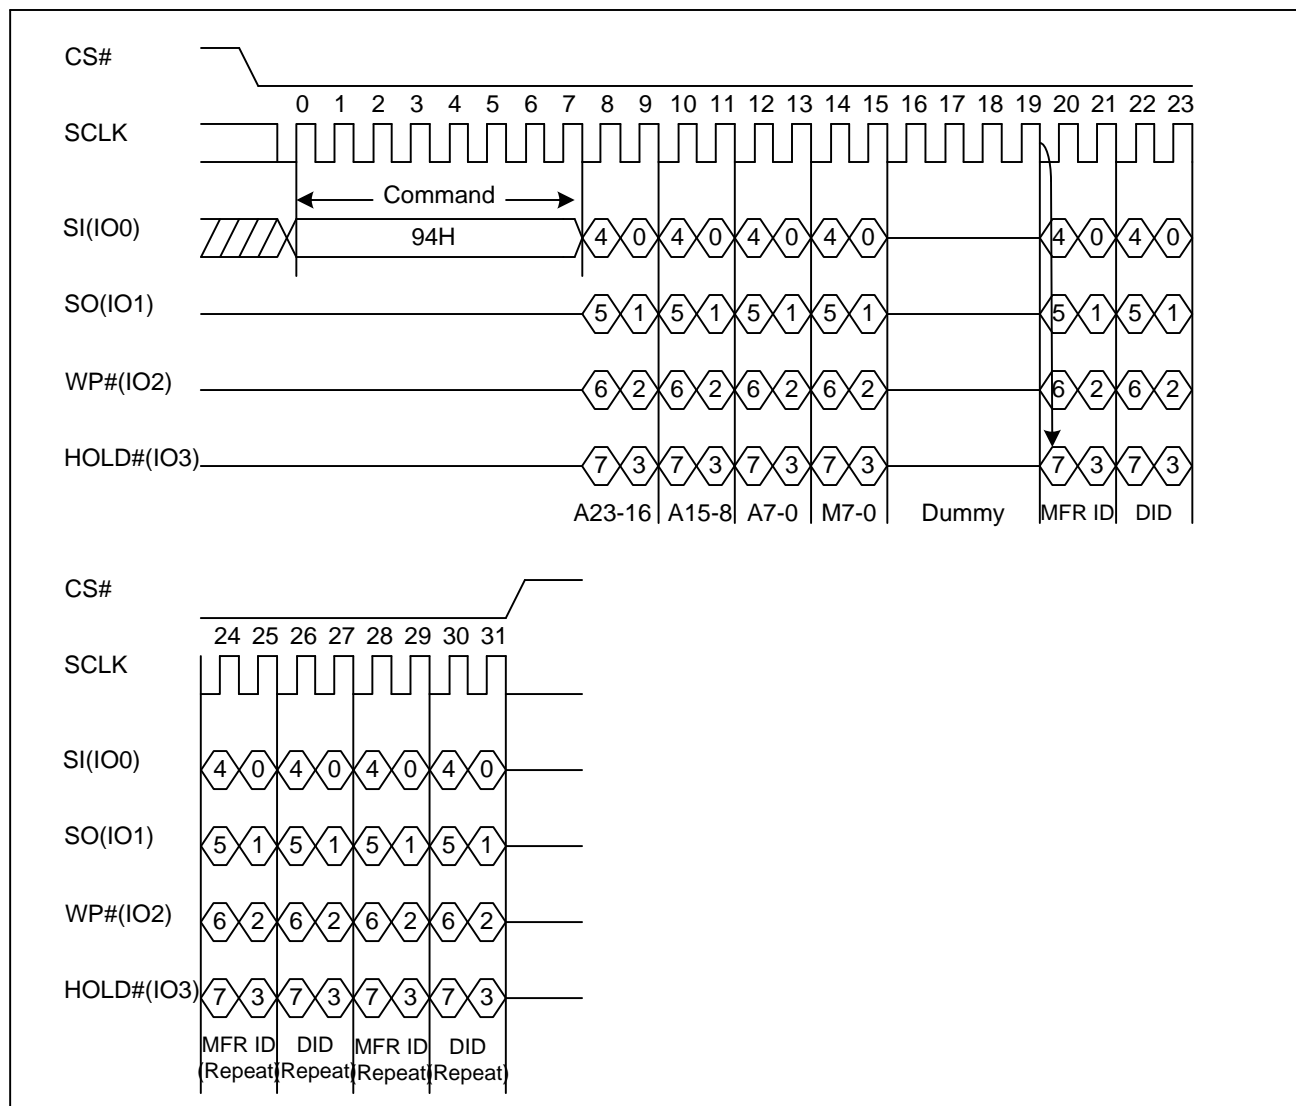 CS#
0 1 2 3 4 5 6 7 8 9 10 11 12 13 14 15 16 17 18 19 20 21 22 23
SCLK
Command
SI(IO0) 94H 4 0 4 0 4 0 4 0 4 0 4 0
SO(IO1) 5 1 5 1 5 1 5 1 5 1 5 1
WP#(IO2) 6 2 6 2 6 2 6 2 6 2 6 2
HOLD#(IO3) 7 3 7 3 7 3 7 3 7 3 7 3
A23-16 A15-8 A7-0 M7-0 Dummy MFR ID DID
CS#
24 25 26 27 28 29 30 31
SCLK
SI(IO0) 4 0 4 0 4 0 4 0
SO(IO1) 5 1 5 1 5 1 5 1
WP#(IO2) 6 2 6 2 6 2 6 2
HOLD#(IO3) 7 3 7 3 7 3 7 3
MFR ID DID MFR ID DID
(Repeat) (Repeat) (Repeat) (Repeat)